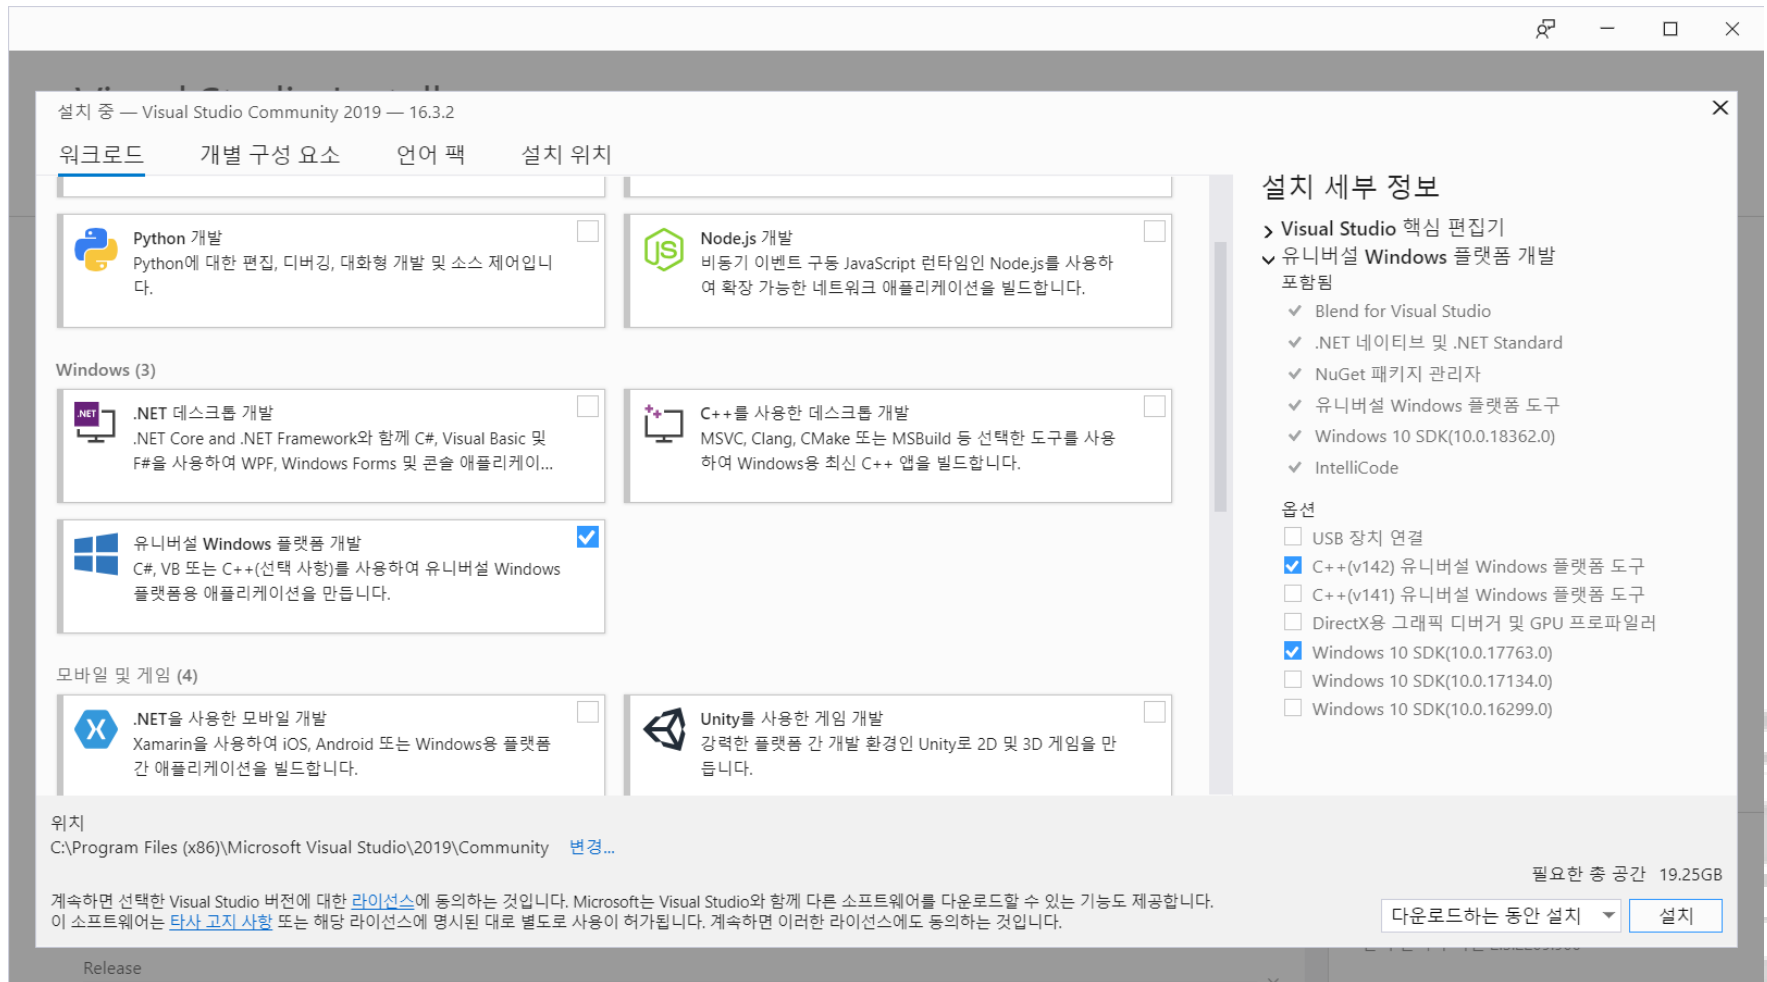 설치 중 — Visual Studio Community 2019 — 16.3.2
워크로드 개별 구성 요소 언어 팩 설치 위치
Python 개발
Python에 대한 편집, 디버깅, 대화형 개발 및 소스 제어입니
다.
Node.js 개발
비동기 이벤트 구동 JavaScript 런타임인 Node.js를 사용하
여 확장 가능한 네트워크 애플리케이션을 빌드합니다.
Windows (3)
.NET
.NET 데스크톱 개발
.NET Core and .NET Framework와 함께 C#, Visual Basic 및
F#을 사용하여 WPF, Windows Forms 및 콘솔 애플리케이...
C++를 사용한 데스크톱 개발
MSVC, Clang, CMake 또는 MSBuild 등 선택한 도구를 사용
하여 Windows용 최신 C++ 앱을 빌드합니다.
유니버설 Windows 플랫폼 개발
C#, VB 또는 C++(선택 사항)를 사용하여 유니버설 Windows
플랫폼용 애플리케이션을 만듭니다.
모바일 및 게임 (4)
.NET을 사용한 모바일 개발
Xamarin을 사용하여 iOS, Android 또는 Windows용 플랫폼
간 애플리케이션을 빌드합니다.
Unity를 사용한 게임 개발
강력한 플랫폼 간 개발 환경인 Unity로 2D 및 3D 게임을 만
듭니다.
설치 세부 정보
Visual Studio 핵심 편집기
유니버설 Windows 플랫폼 개발
포함됨
Blend for Visual Studio
.NET 네이티브 및 .NET Standard
NuGet 패키지 관리자
유니버설 Windows 플랫폼 도구
Windows 10 SDK(10.0.18362.0)
IntelliCode
옵션
USB 장치 연결
C++(v142) 유니버설 Windows 플랫폼 도구
C++(v141) 유니버설 Windows 플랫폼 도구
DirectX용 그래픽 디버거 및 GPU 프로파일러
Windows 10 SDK(10.0.17763.0)
Windows 10 SDK(10.0.17134.0)
Windows 10 SDK(10.0.16299.0)
위치
C:\Program Files (x86)\Microsoft Visual Studio\2019\Community 변경...
필요한 총 공간 19.25GB
계속하면 선택한 Visual Studio 버전에 대한 라이선스에 동의하는 것입니다. Microsoft는 Visual Studio와 함께 다른 소프트웨어를 다운로드할 수 있는 기능도 제공합니다.
이 소프트웨어는 타사 고지 사항 또는 해당 라이선스에 명시된 대로 별도로 사용이 허가됩니다. 계속하면 이러한 라이선스에도 동의하는 것입니다.
다운로드하는 동안 설치 설치
Release